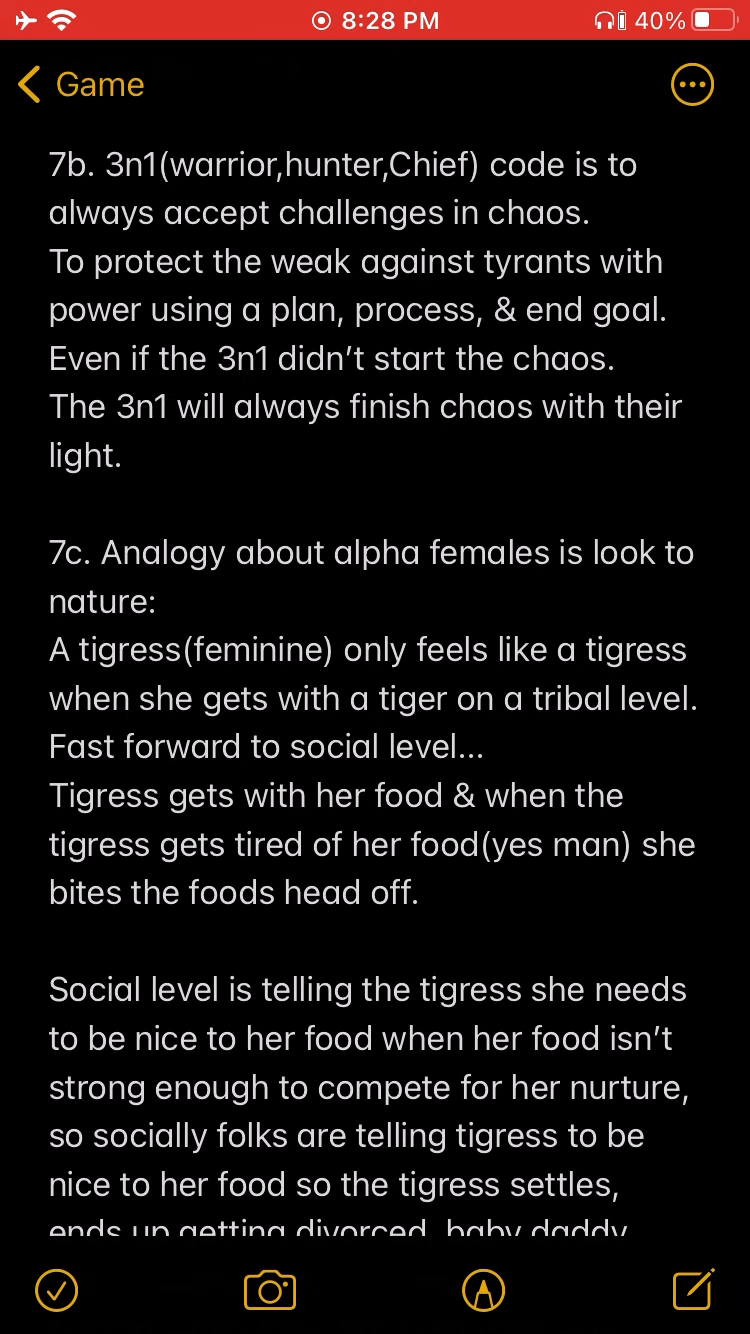 8:28 PM
40%
Game
7b. 3n1(warrior,hunter,Chief) code is to
always accept challenges in chaos.
To protect the weak against tyrants with
power using a plan, process, & end goal.
Even if the 3n1 didn’t start the chaos.
The 3n1 will always finish chaos with their
light.
7c. Analogy about alpha females is look to
nature:
A tigress(feminine) only feels like a tigress
when she gets with a tiger on a tribal level.
Fast forward to social level...
Tigress gets with her food & when the
tigress gets tired of her food(yes man) she
bites the foods head off.
Social level is telling the tigress she needs
to be nice to her food when her food isn’t
strong enough to compete for her nurture,
so socially folks are telling tigress to be
nice to her food so the tigress settles,
ends up getting divorced, baby daddy